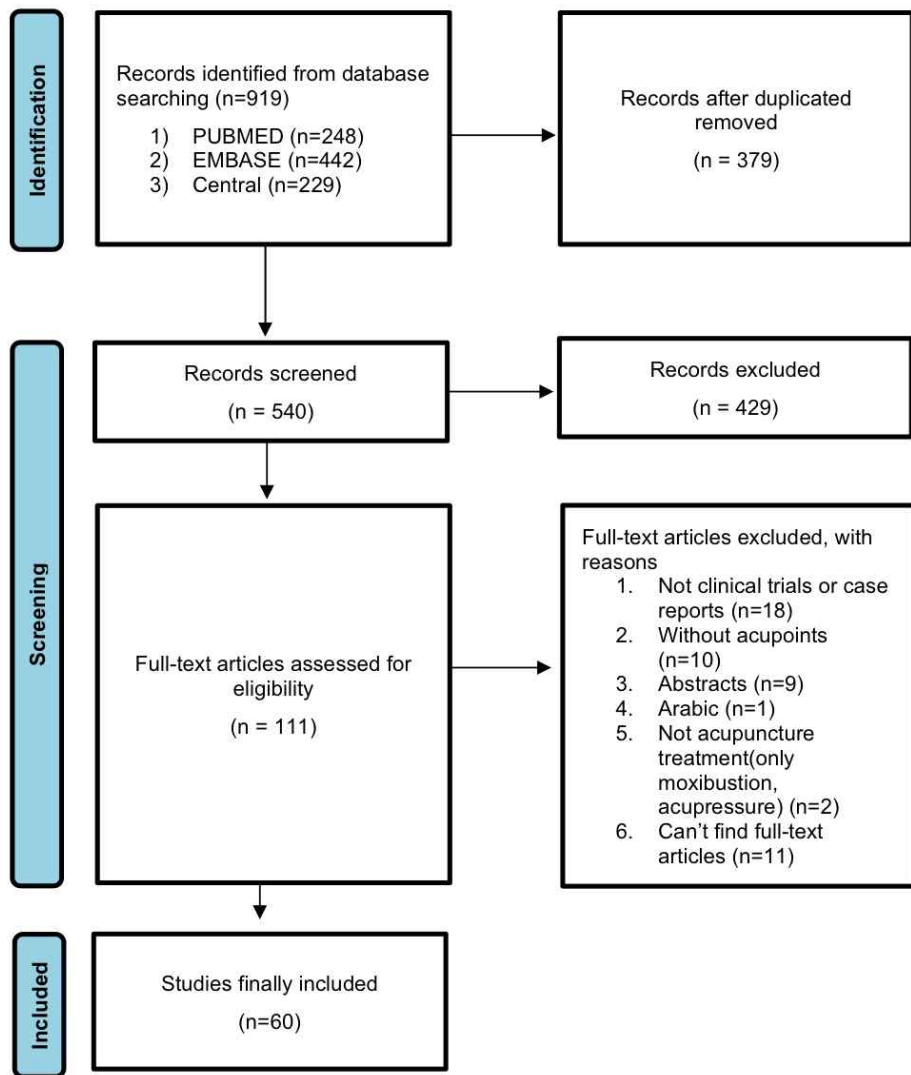 Identification
Records identified from database
searching (n=919)
1) PUBMED (n=248)
2) EMBASE (n=442)
3) Central (n=229)
Records after duplicated
removed
(n = 379)
Screening
Records screened
(n = 540)
Records excluded
(n = 429)
Full-text articles assessed for
eligibility
(n = 111)
Full-text articles excluded, with
reasons
1. Not clinical trials or case
reports (n=18)
2. Without acupoints
(n=10)
3. Abstracts (n=9)
4. Arabic (n=1)
5. Not acupuncture
treatment(only
moxibustion,
acupressure) (n=2)
6. Can't find full-text
articles (n=11)
Included
Studies finally included
(n=60)